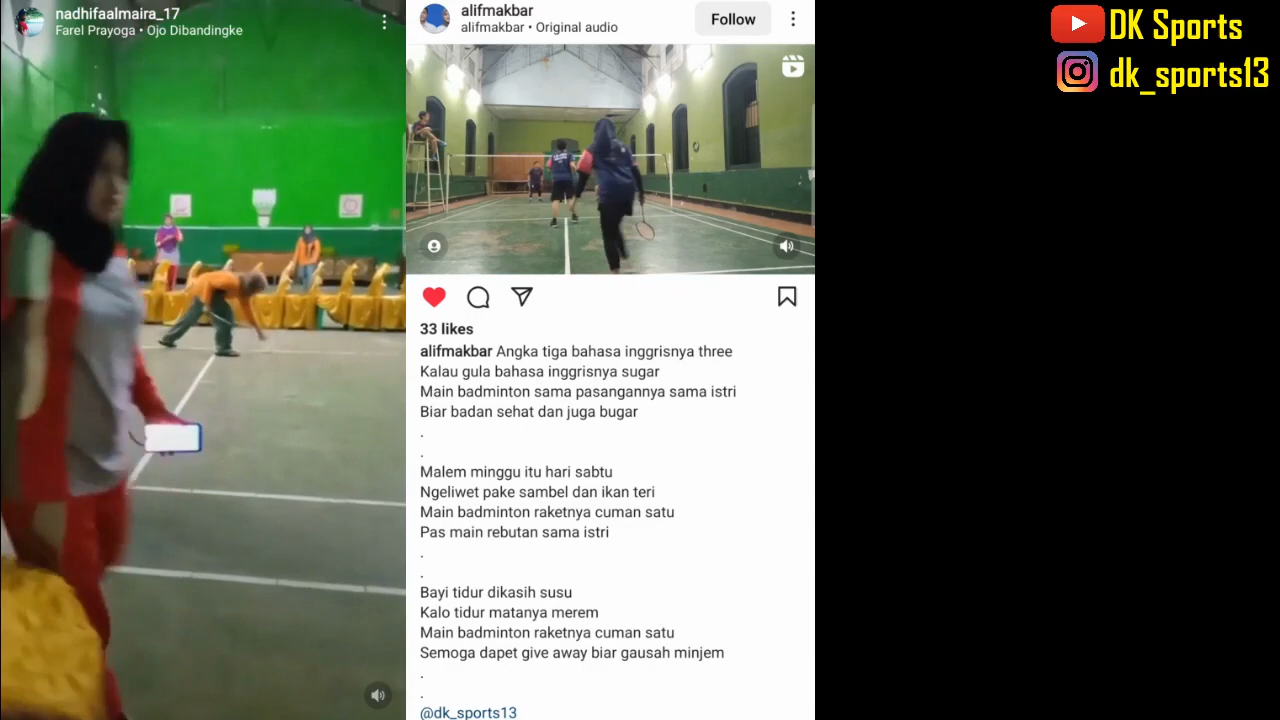 nadhifaalmaira_17
Farel Prayoga • Ojo Dibandingke
alifmakbar
alifmakbar • Original audio
Follow
33 likes
alifmakbar Angka tiga bahasa inggrisnya three
Kalau gula bahasa inggrisnya sugar
Main badminton sama pasangannya sama istri
Biar badan sehat dan juga bugar
.
.
Malem minggu itu hari sabtu
Ngeliwet pake sambel dan ikan teri
Main badminton raketnya cuman satu
Pas main rebutan sama istri
.
.
Bayi tidur dikasih susu
Kalo tidur matanya merem
Main badminton raketnya cuman satu
Semoga dapet give away biar gausah minjem
.
.
@dk_sports13
DK Sports
dk_sports13